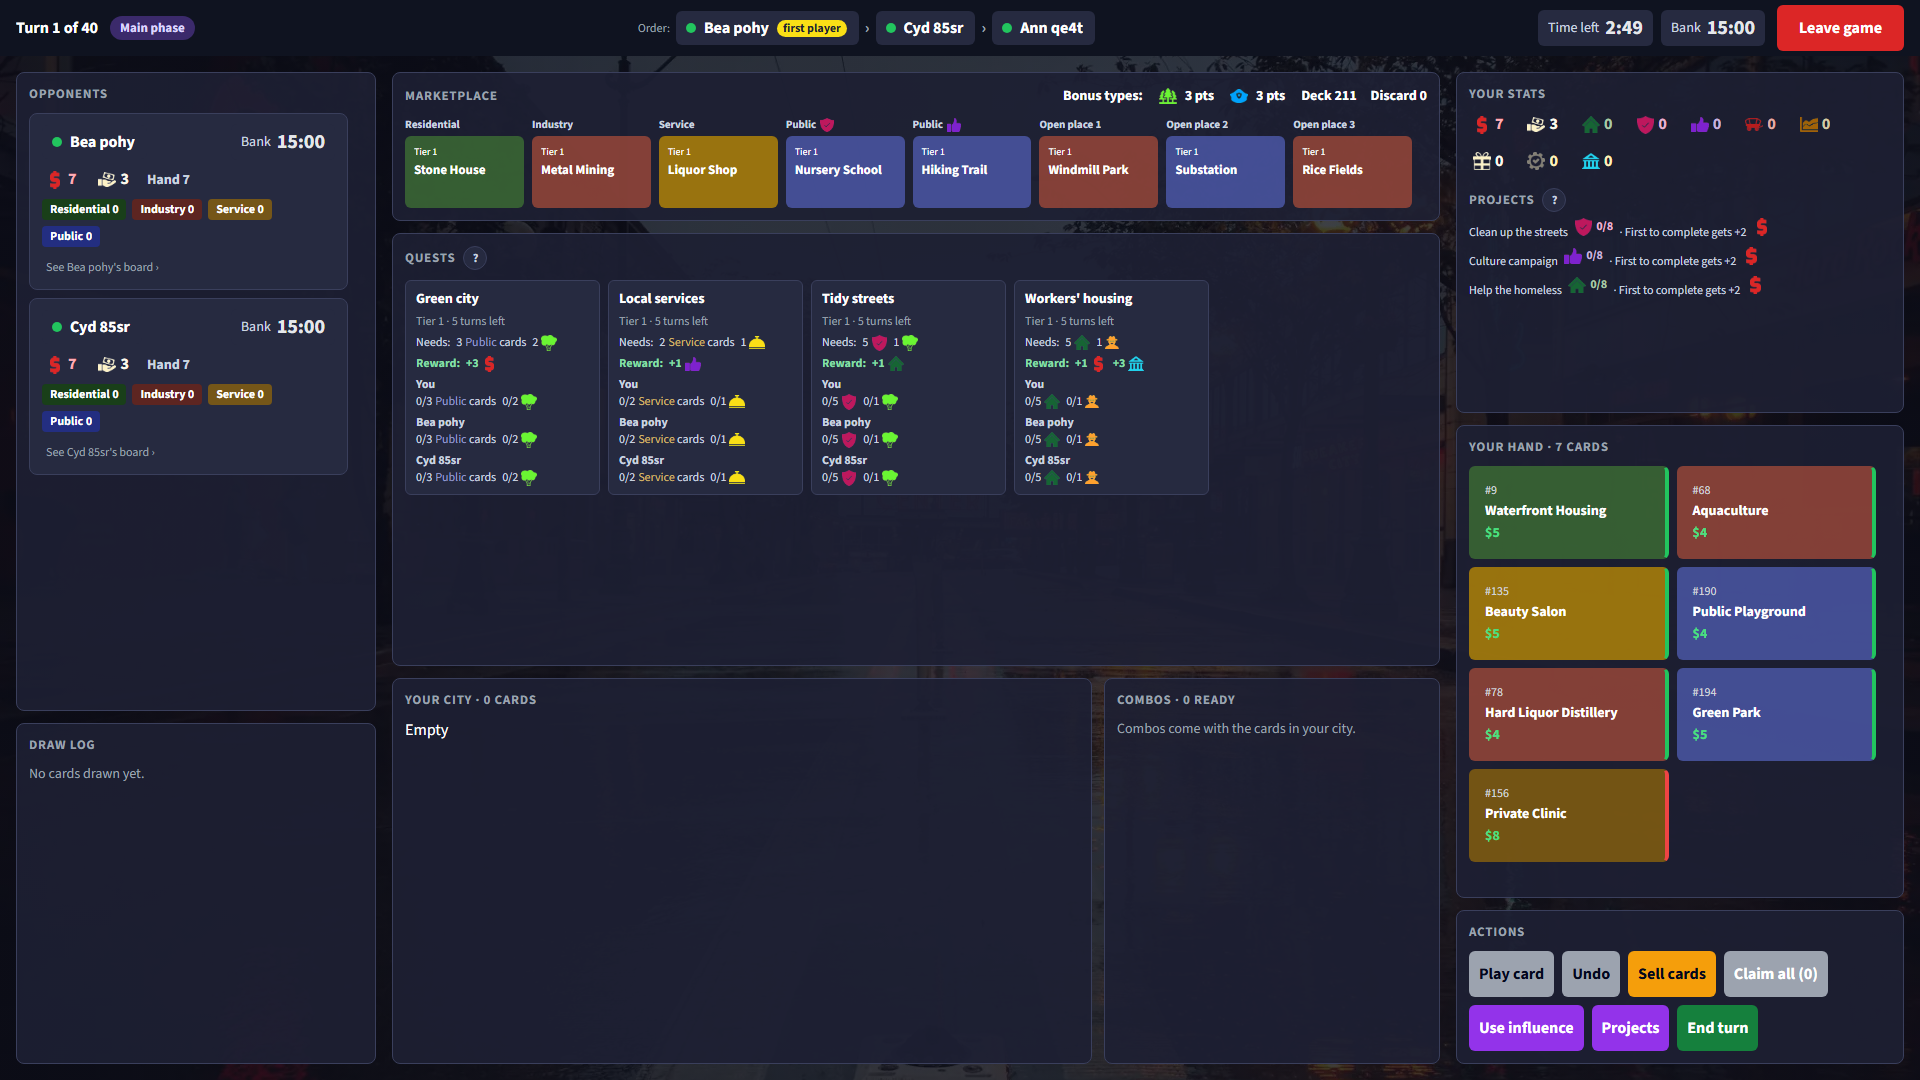 Turn 1 of 40 Main phase
Order: Bea pohy first player › Cyd 85sr › Ann qe4t
Time left 2:49 Bank 15:00 Leave game
OPPONENTS
Bea pohy Bank 15:00
7 3 Hand 7
Residential 0 Industry 0 Service 0
Public 0
See Bea pohy's board ›
Cyd 85sr Bank 15:00
7 3 Hand 7
Residential 0 Industry 0 Service 0
Public 0
See Cyd 85sr's board ›
DRAW LOG
No cards drawn yet.
MARKETPLACE
Bonus types: 3 pts 3 pts Deck 211 Discard 0
Residential Industry Service Public Public Open place 1 Open place 2 Open place 3
Tier 1 Tier 1 Tier 1 Tier 1 Tier 1 Tier 1 Tier 1 Tier 1
Stone House Metal Mining Liquor Shop Nursery School Hiking Trail Windmill Park Substation Rice Fields
QUESTS ?
Green city
Tier 1 · 5 turns left
Needs: 3 Public cards 2
Reward: +3
You
0/3 Public cards 0/2
Bea pohy
0/3 Public cards 0/2
Cyd 85sr
0/3 Public cards 0/2
Local services
Tier 1 · 5 turns left
Needs: 2 Service cards 1
Reward: +1
You
0/2 Service cards 0/1
Bea pohy
0/2 Service cards 0/1
Cyd 85sr
0/2 Service cards 0/1
Tidy streets
Tier 1 · 5 turns left
Needs: 5 1
Reward: +1
You
0/5 0/1
Bea pohy
0/5 0/1
Cyd 85sr
0/5 0/1
Workers' housing
Tier 1 · 5 turns left
Needs: 5 1
Reward: +1 +3
You
0/5 0/1
Bea pohy
0/5 0/1
Cyd 85sr
0/5 0/1
YOUR CITY · 0 CARDS
Empty
COMBOS · 0 READY
Combos come with the cards in your city.
YOUR STATS
7 3 0 0 0 0 0
0 0 0
PROJECTS ?
Clean up the streets 0/8 · First to complete gets +2
Culture campaign 0/8 · First to complete gets +2
Help the homeless 0/8 · First to complete gets +2
YOUR HAND · 7 CARDS
#9
Waterfront Housing
$5
#68
Aquaculture
$4
#135
Beauty Salon
$5
#190
Public Playground
$4
#78
Hard Liquor Distillery
$4
#194
Green Park
$5
#156
Private Clinic
$8
ACTIONS
Play card Undo Sell cards Claim all (0)
Use influence Projects End turn